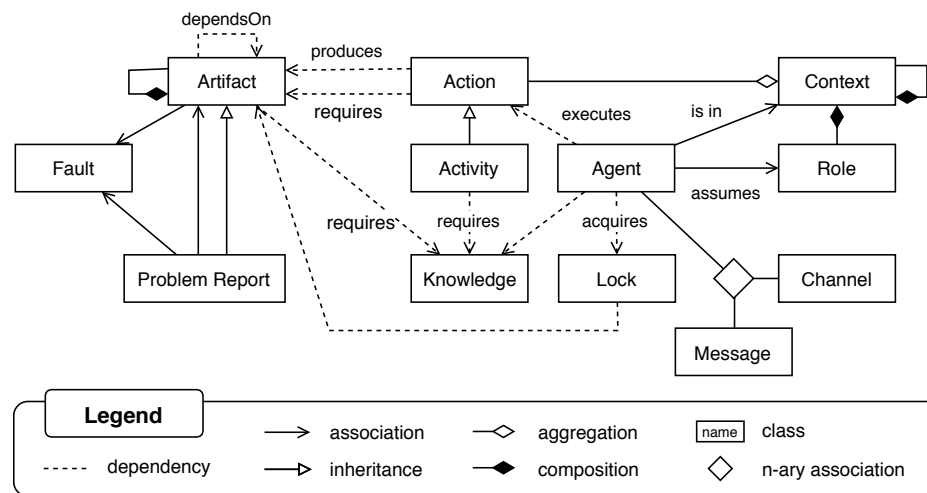 dependsOn
produces
Artifact
Action
Context
requires
executes
is in
Fault
Activity
Agent
Role
assumes
requires
requires
acquires
Problem Report
Knowledge
Lock
Channel
Message
Legend
association
aggregation
name
class
dependency
inheritance
composition
n-ary association